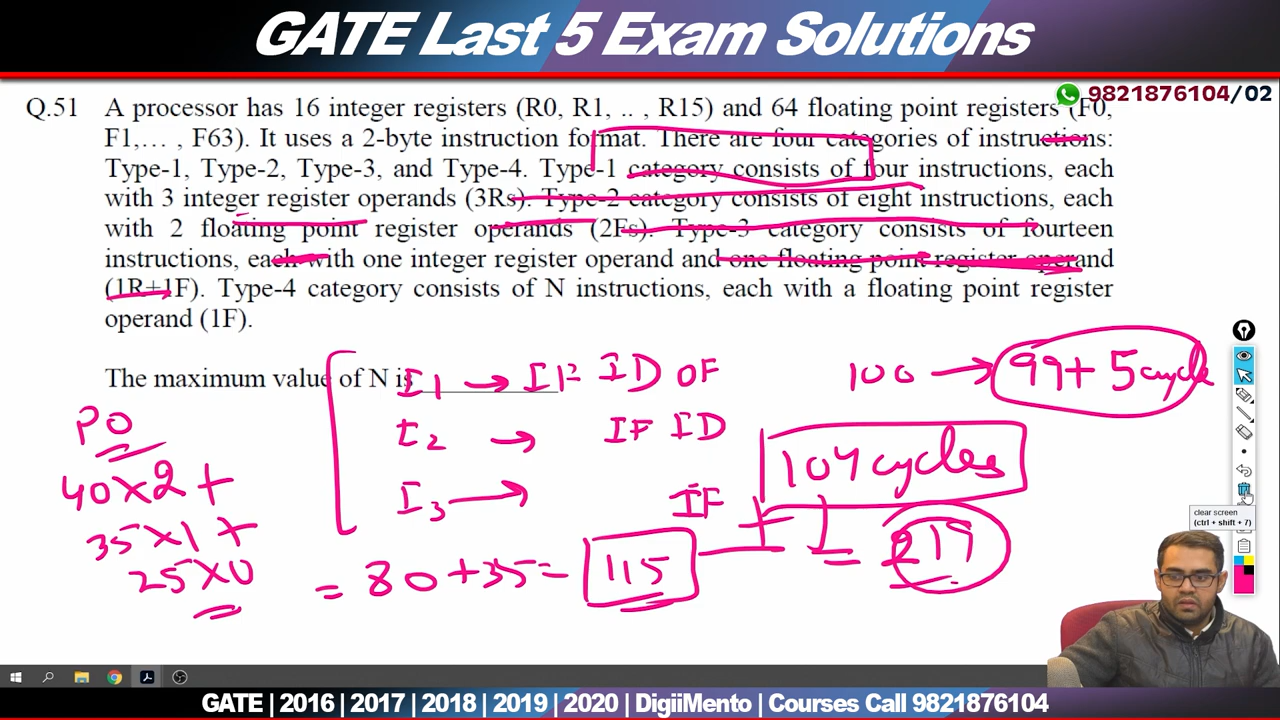 GATE Last 5 Exam Solutions
9821876104/02
Q.51 A processor has 16 integer registers (R0, R1, .. , R15) and 64 floating point registers (F0,
F1,… , F63). It uses a 2-byte instruction format. There are four categories of instructions:
Type-1, Type-2, Type-3, and Type-4. Type-1 category consists of four instructions, each
with 3 integer register operands (3Rs). Type-2 category consists of eight instructions, each
with 2 floating point register operands (2Fs). Type-3 category consists of fourteen
instructions, each with one integer register operand and one floating point register operand
(1R+1F). Type-4 category consists of N instructions, each with a floating point register
operand (1F).
The maximum value of N is
I1 → IF ID OF
I2 → IF ID
I3 → IF
100 → 99+ 5 cycle
104 cycles
PO
40×2 +
35×1 +
25×0
= 80+35= 115
+ 1 = 219
clear screen
(ctrl + shift + 7)
GATE | 2016 | 2017 | 2018 | 2019 | 2020 | DigiiMento | Courses Call 9821876104